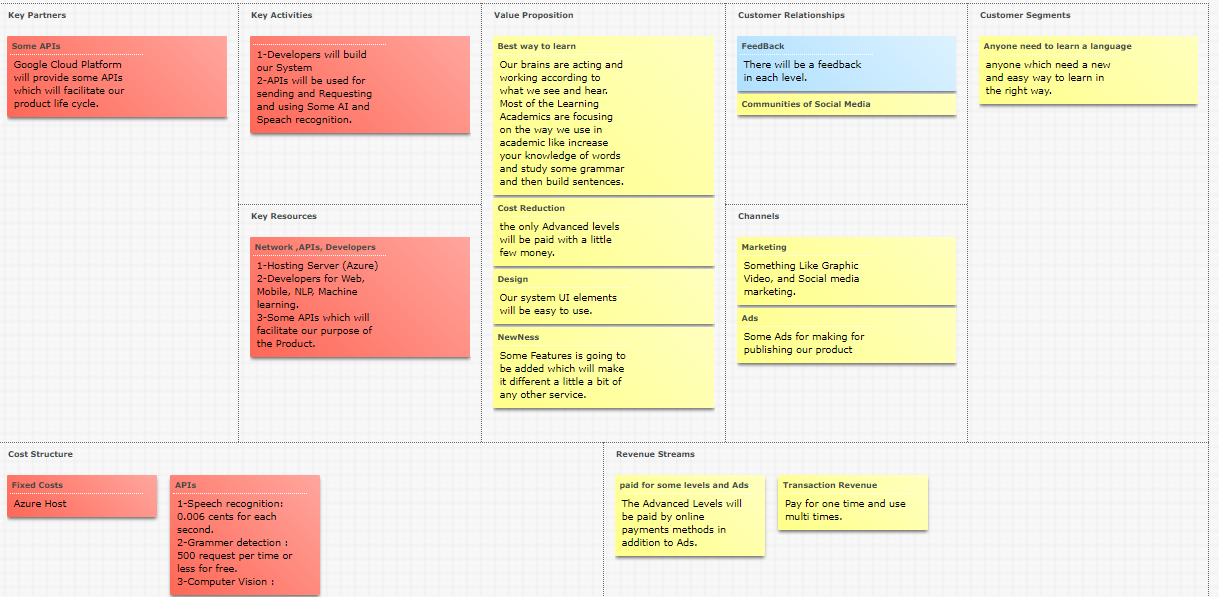 Key Partners
Some APIs
Google Cloud Platform
will provide some APIs
which will facilitate our
product life cycle.
Key Activities
1-Developers will build
our System
2-APIs will be used for
sending and Requesting
and using Some AI and
Speach recognition.
Key Resources
Network ,APIs, Developers
1-Hosting Server (Azure)
2-Developers for Web,
Mobile, NLP, Machine
learning.
3-Some APIs which will
facilitate our purpose of
the Product.
Value Proposition
Best way to learn
Our brains are acting and
working according to
what we see and hear.
Most of the Learning
Academics are focusing
on the way we use in
academic like increase
your knowledge of words
and study some grammar
and then build sentences.
Cost Reduction
the only Advanced levels
will be paid with a little
few money.
Design
Our system UI elements
will be easy to use.
NewNess
Some Features is going to
be added which will make
it different a little a bit of
any other service.
Customer Relationships
FeedBack
There will be a feedback
in each level.
Communities of Social Media
Channels
Marketing
Something Like Graphic
Video, and Social media
marketing.
Ads
Some Ads for making for
publishing our product
Customer Segments
Anyone need to learn a language
anyone which need a new
and easy way to learn in
the right way.
Cost Structure
Fixed Costs
Azure Host
APIs
1-Speech recognition:
0.006 cents for each
second.
2-Grammer detection :
500 request per time or
less for free.
3-Computer Vision :
Revenue Streams
paid for some levels and Ads
The Advanced Levels will
be paid by online
payments methods in
addition to Ads.
Transaction Revenue
Pay for one time and use
multi times.